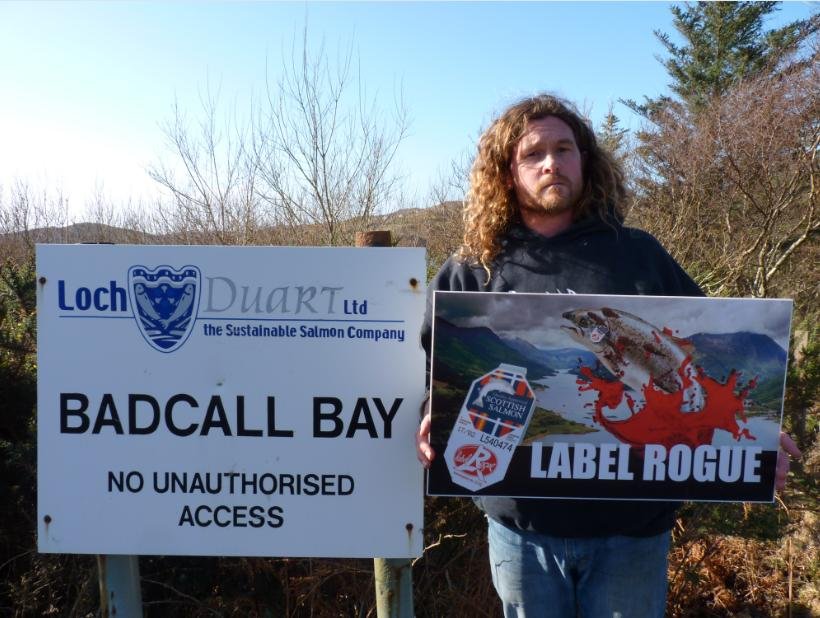 Loch DUART Ltd
the Sustainable Salmon Company
BADCALL BAY
NO UNAUTHORISED
ACCESS
SCOTTISH
SALMON
L540474
LABEL ROGUE